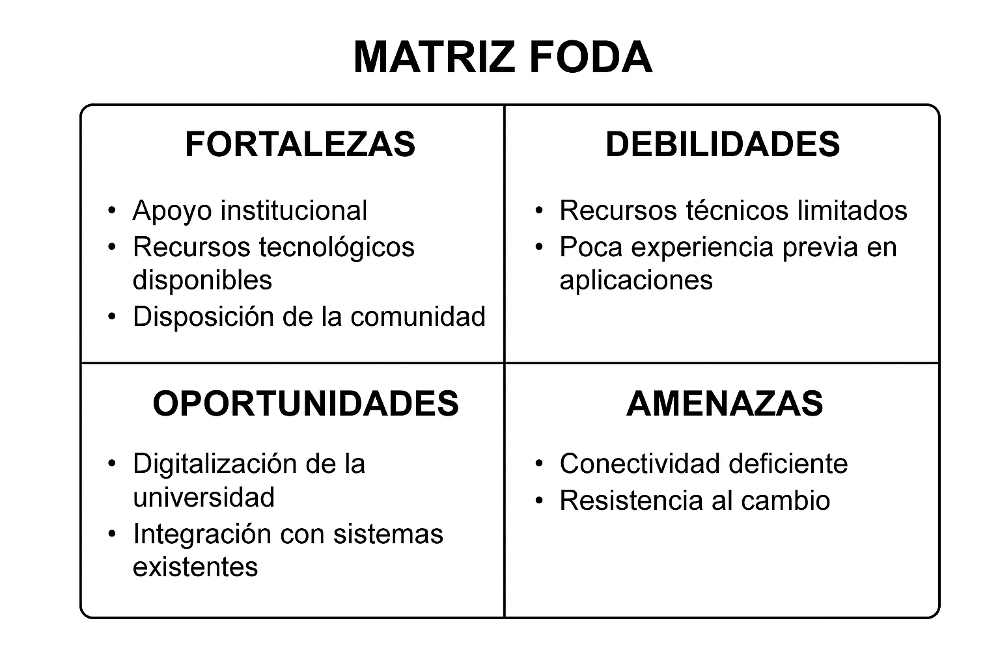 MATRIZ FODA
FORTALEZAS
• Apoyo institucional
• Recursos tecnológicos
disponibles
• Disposición de la comunidad
DEBILIDADES
• Recursos técnicos limitados
• Poca experiencia previa en
aplicaciones
OPORTUNIDADES
• Digitalización de la
universidad
• Integración con sistemas
existentes
AMENAZAS
• Conectividad deficiente
• Resistencia al cambio